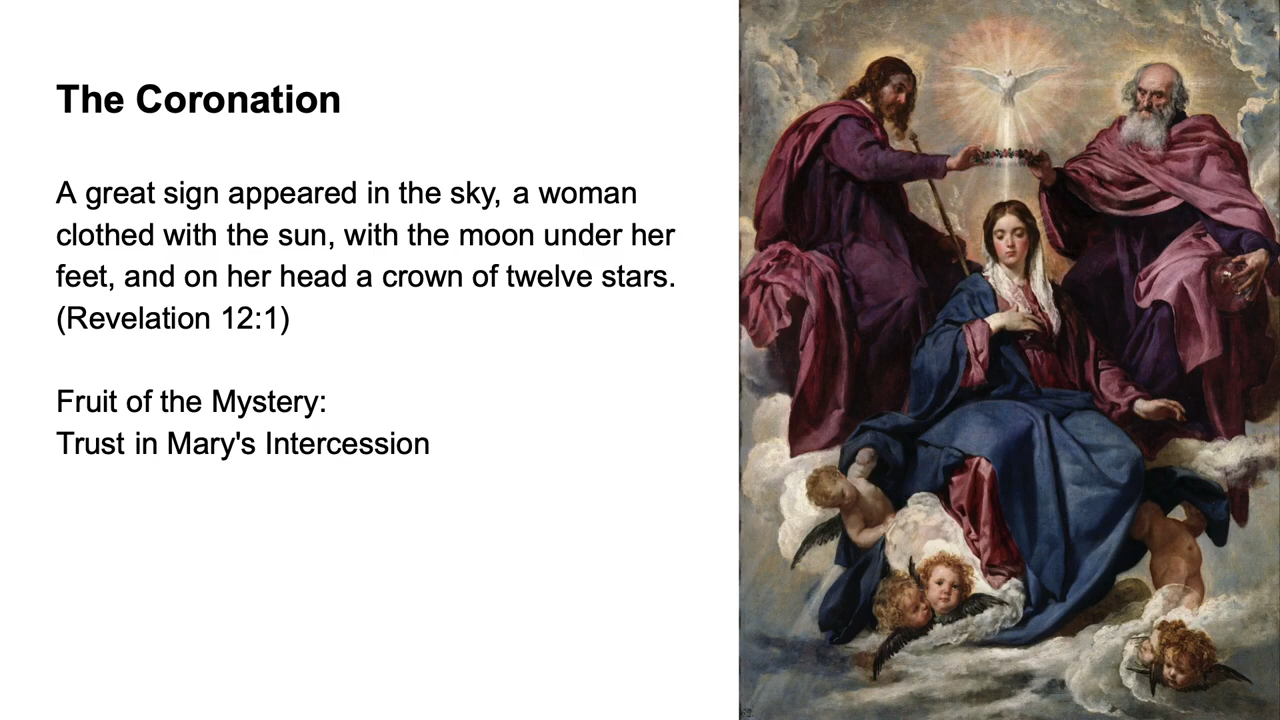 The Coronation
A great sign appeared in the sky, a woman
clothed with the sun, with the moon under her
feet, and on her head a crown of twelve stars.
(Revelation 12:1)
Fruit of the Mystery:
Trust in Mary's Intercession